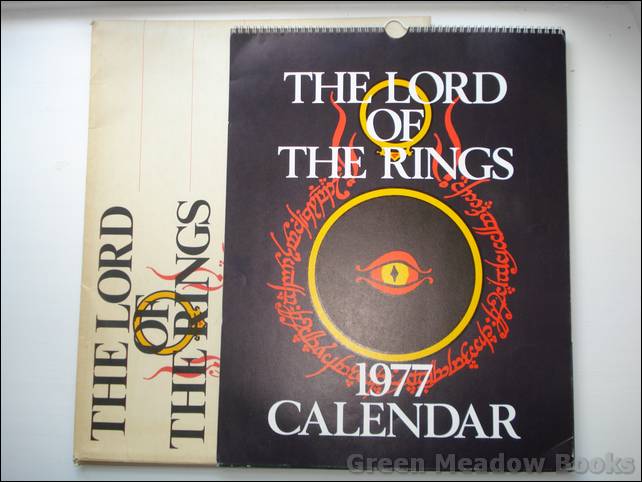 THE LORD
OF
THE RINGS
1977
CALENDAR
THE LORD
OF
THE RINGS
Green Meadow Books